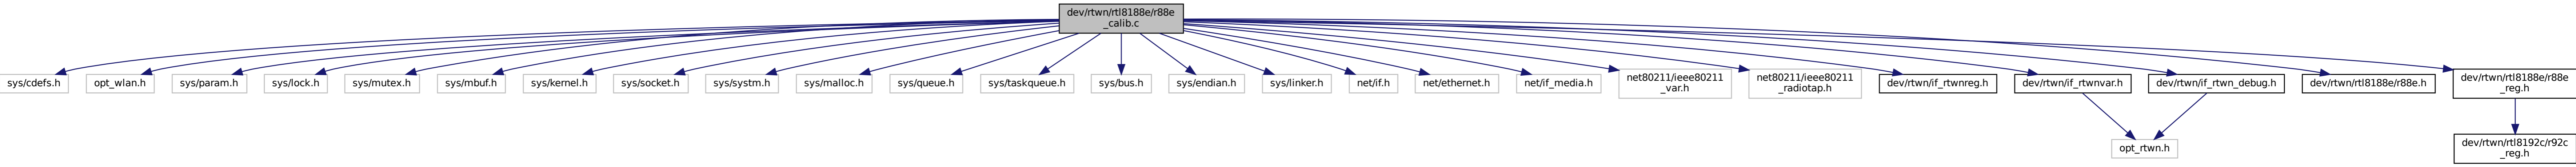 dev/rtwn/rtl8188e/r88e
_calib.c
sys/cdefs.h
opt_wlan.h
sys/param.h
sys/lock.h
sys/mutex.h
sys/mbuf.h
sys/kernel.h
sys/socket.h
sys/systm.h
sys/malloc.h
sys/queue.h
sys/taskqueue.h
sys/bus.h
sys/endian.h
sys/linker.h
net/if.h
net/ethernet.h
net/if_media.h
net80211/ieee80211
_var.h
net80211/ieee80211
_radiotap.h
dev/rtwn/if_rtwnreg.h
dev/rtwn/if_rtwnvar.h
dev/rtwn/if_rtwn_debug.h
dev/rtwn/rtl8188e/r88e.h
dev/rtwn/rtl8188e/r88e
_reg.h
opt_rtwn.h
dev/rtwn/rtl8192c/r92c
_reg.h